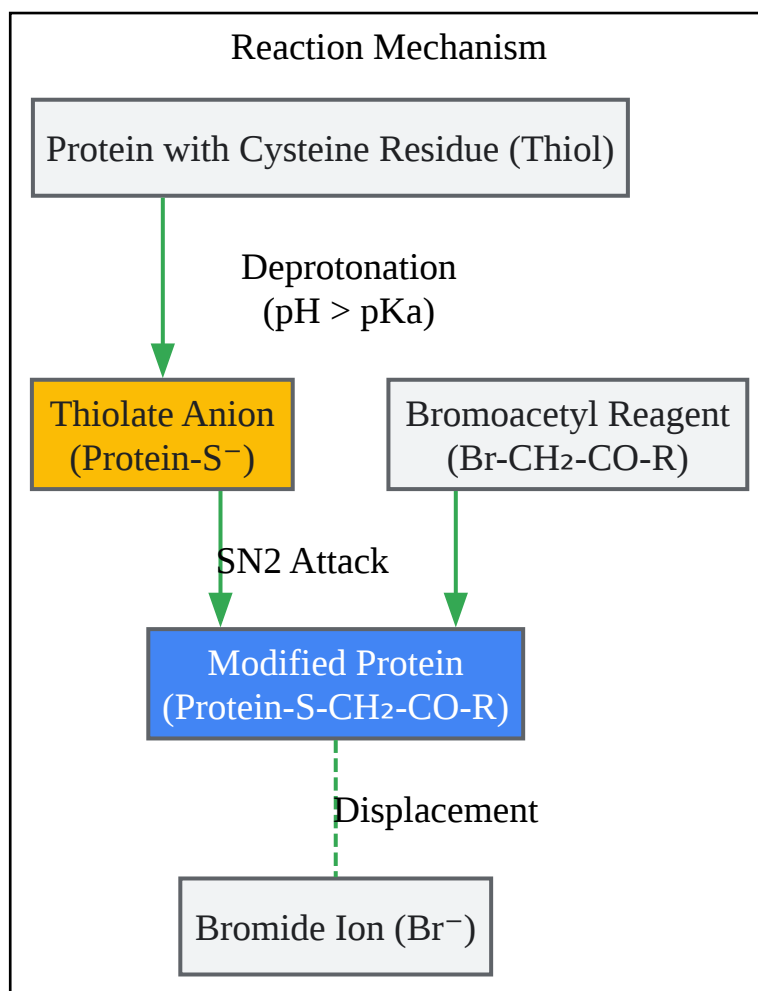 Reaction Mechanism
Protein with Cysteine Residue (Thiol)
Deprotonation
(pH > pKa)
Thiolate Anion
(Protein-S⁻)
Bromoacetyl Reagent
(Br-CH₂-CO-R)
SN2 Attack
Modified Protein
(Protein-S-CH₂-CO-R)
Displacement
Bromide Ion (Br⁻)